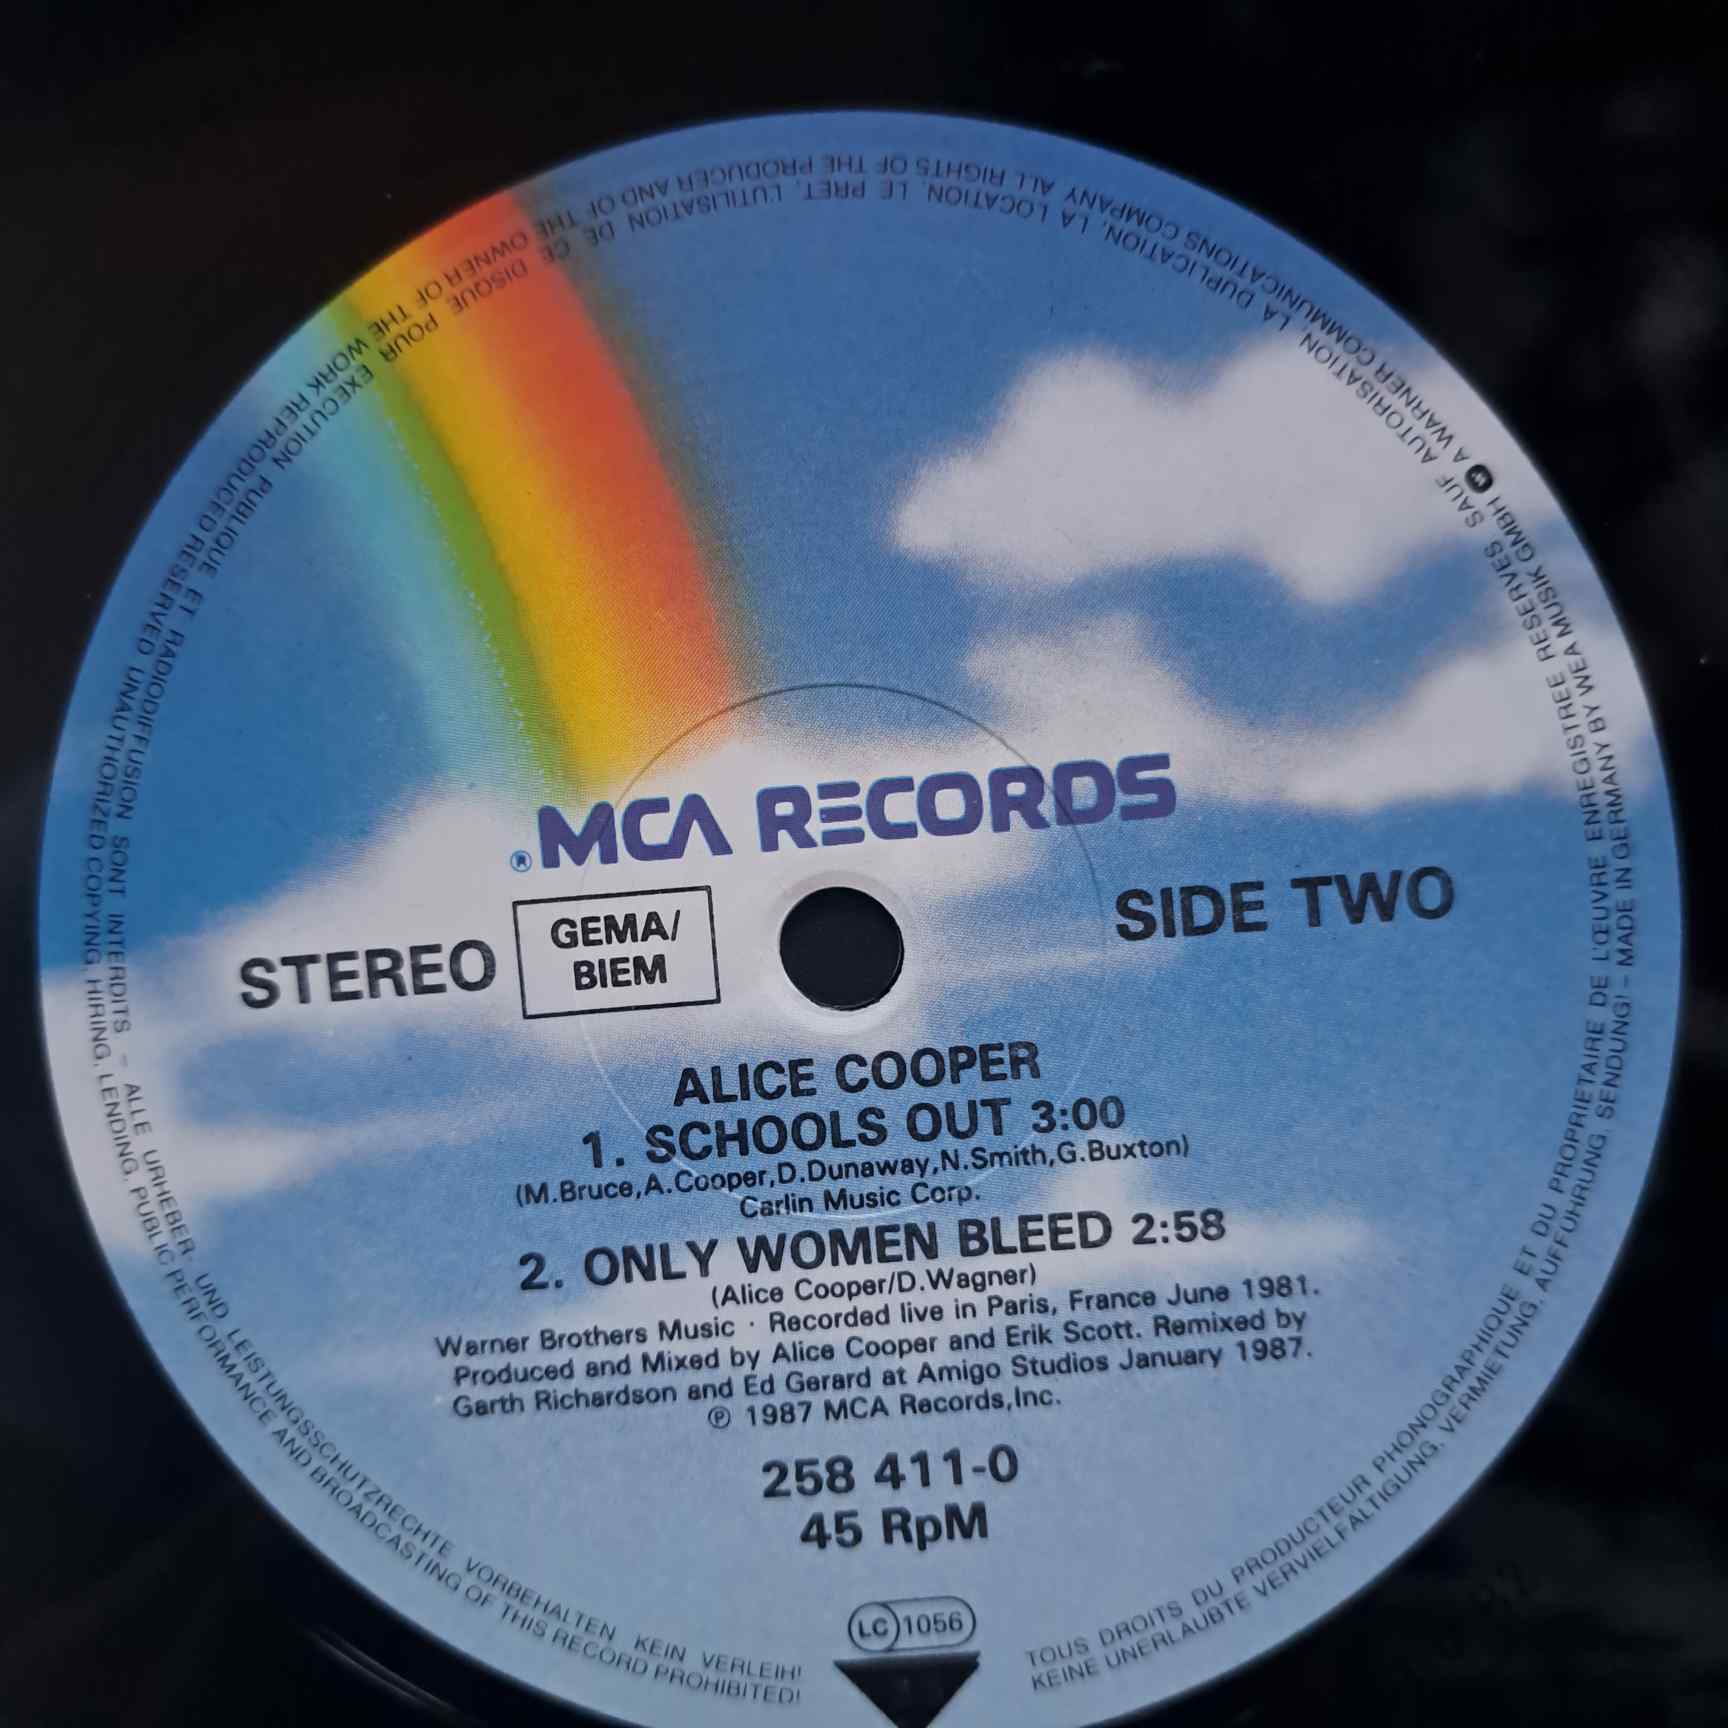 ® MCA RECORDS
STEREO
GEMA/
BIEM
SIDE TWO
ALICE COOPER
1. SCHOOLS OUT 3:00
(M.Bruce,A.Cooper,D.Dunaway,N.Smith,G.Buxton)
Carlin Music Corp.
2. ONLY WOMEN BLEED 2:58
(Alice Cooper/D.Wagner)
Warner Brothers Music · Recorded live in Paris, France June 1981.
Produced and Mixed by Alice Cooper and Erik Scott. Remixed by
Garth Richardson and Ed Gerard at Amigo Studios January 1987.
℗ 1987 MCA Records,Inc.
258 411-0
45 RpM
LC 1056
TOUS DROITS DU PRODUCTEUR PHONOGRAPHIQUE ET DU PROPRIETAIRE DE L'ŒUVRE ENREGISTREE RESERVES. SAUF AUTORISATION, LA DUPLICATION, LA LOCATION, LE PRET, L'UTILISATION DE CE DISQUE POUR EXECUTION PUBLIQUE ET RADIODIFFUSION SONT INTERDITS – ALLE URHEBER- UND LEISTUNGSSCHUTZRECHTE VORBEHALTEN KEIN VERLEIH!
KEINE UNERLAUBTE VERVIELFÄLTIGUNG, VERMIETUNG, AUFFÜHRUNG, SENDUNG! – MADE IN GERMANY BY WEA MUSIK GMBH A WARNER COMMUNICATIONS COMPANY ALL RIGHTS OF THE PRODUCER AND OF THE OWNER OF THE WORK REPRODUCED RESERVED UNAUTHORIZED COPYING, HIRING, LENDING, PUBLIC PERFORMANCE AND BROADCASTING OF THIS RECORD PROHIBITED!